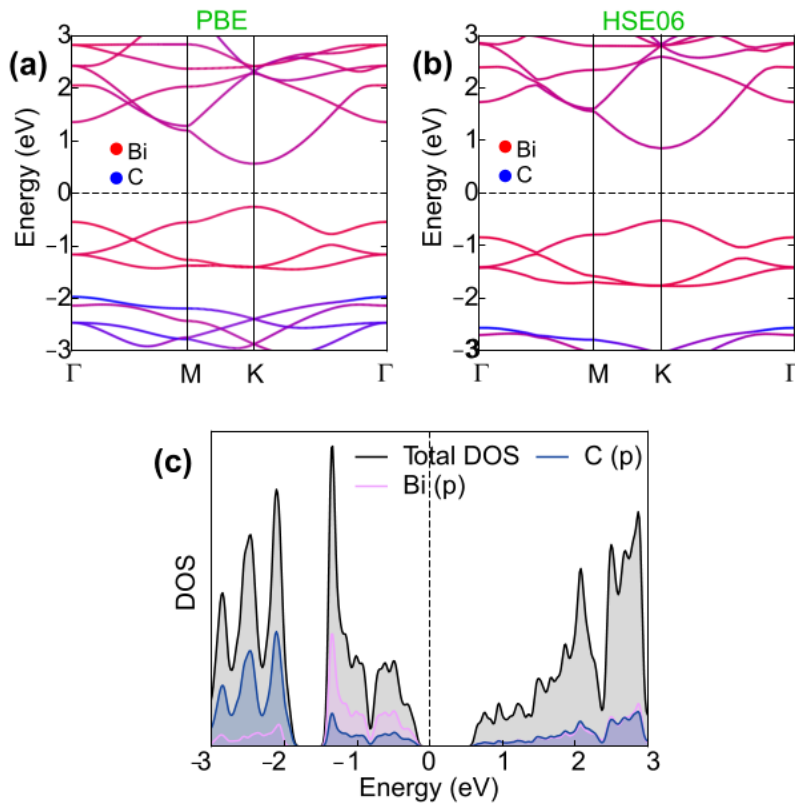 PBE
HSE06
(a)
3
2
1
0
−1
−2
−3
Energy (eV)
Bi
C
Γ M K Γ
(b)
3
2
1
0
−1
−2
−3
Energy (eV)
Bi
C
Γ M K Γ
(c)
Total DOS
C (p)
Bi (p)
DOS
−3 −2 −1 0 1 2 3
Energy (eV)